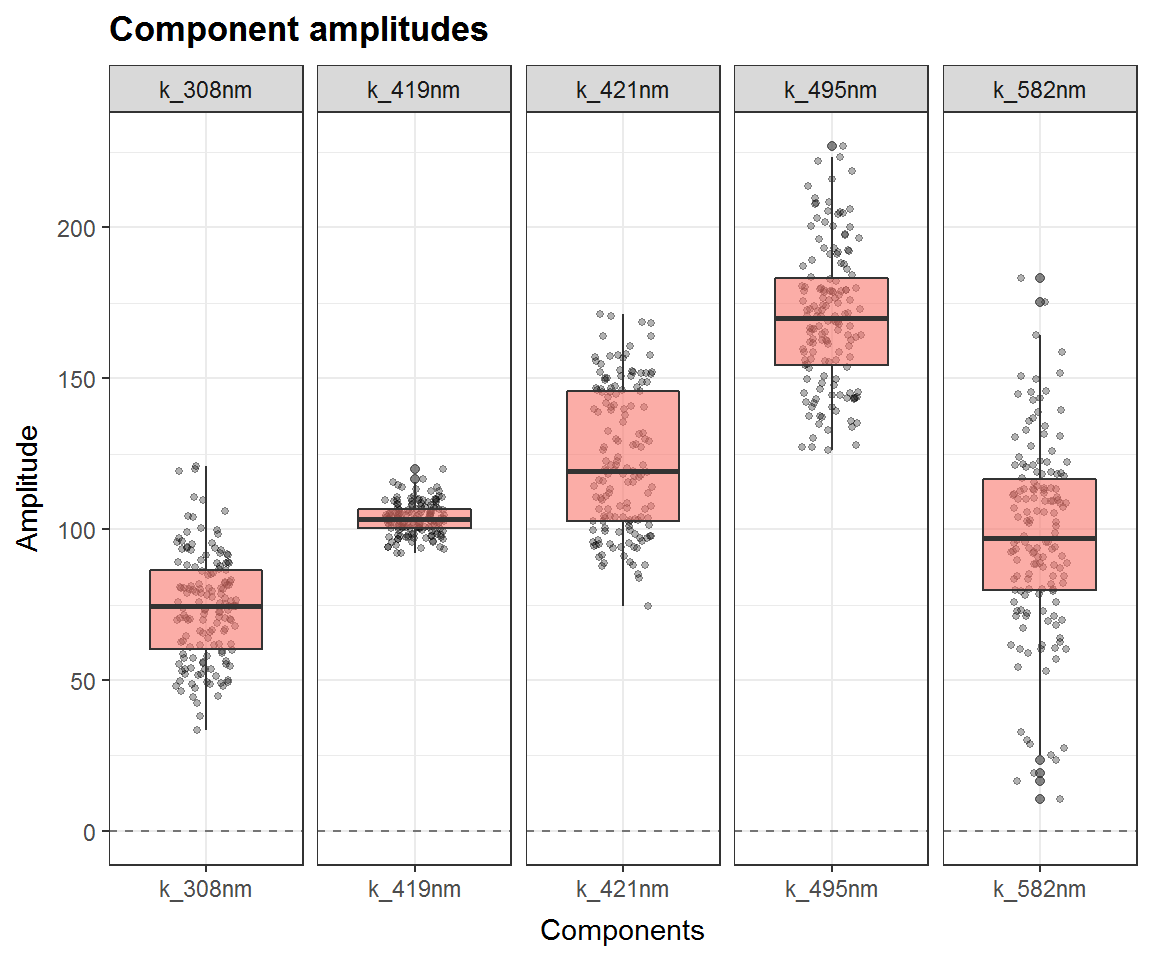 Component amplitudes
k_308nm k_419nm k_421nm k_495nm k_582nm
200
150
100
50
0
Amplitude
k_308nm k_419nm k_421nm k_495nm k_582nm
Components